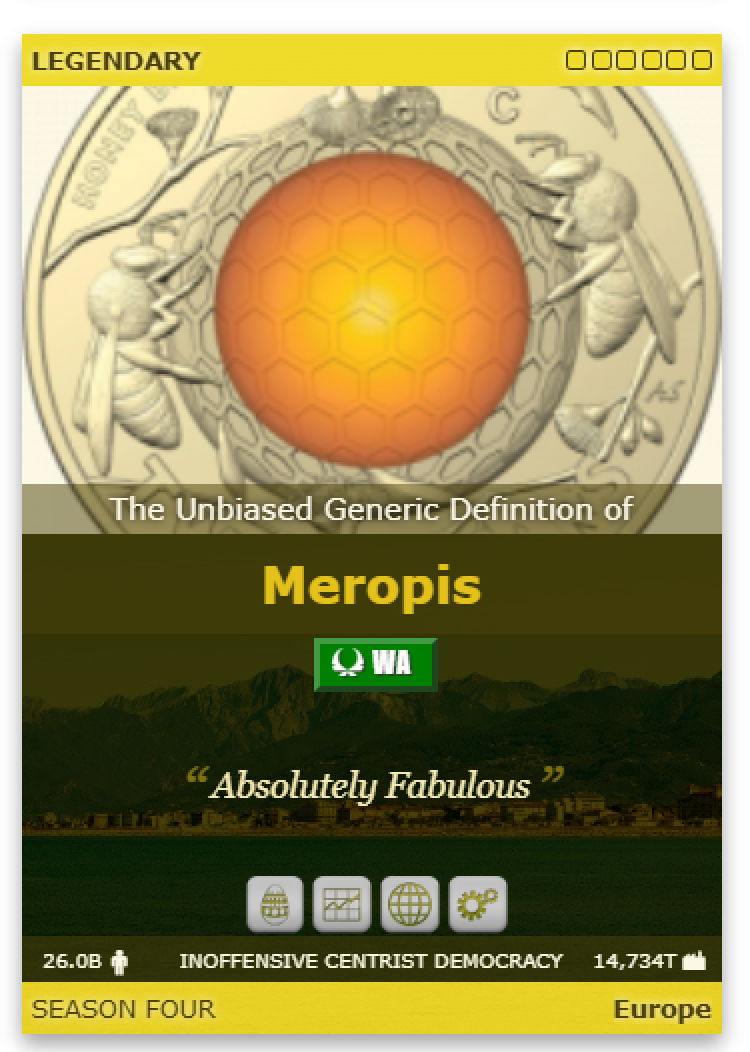 LEGENDARY
HONEY
C
AS
The Unbiased Generic Definition of
Meropis
WA
“Absolutely Fabulous”
26.0B INOFFENSIVE CENTRIST DEMOCRACY 14,734T
SEASON FOUR Europe